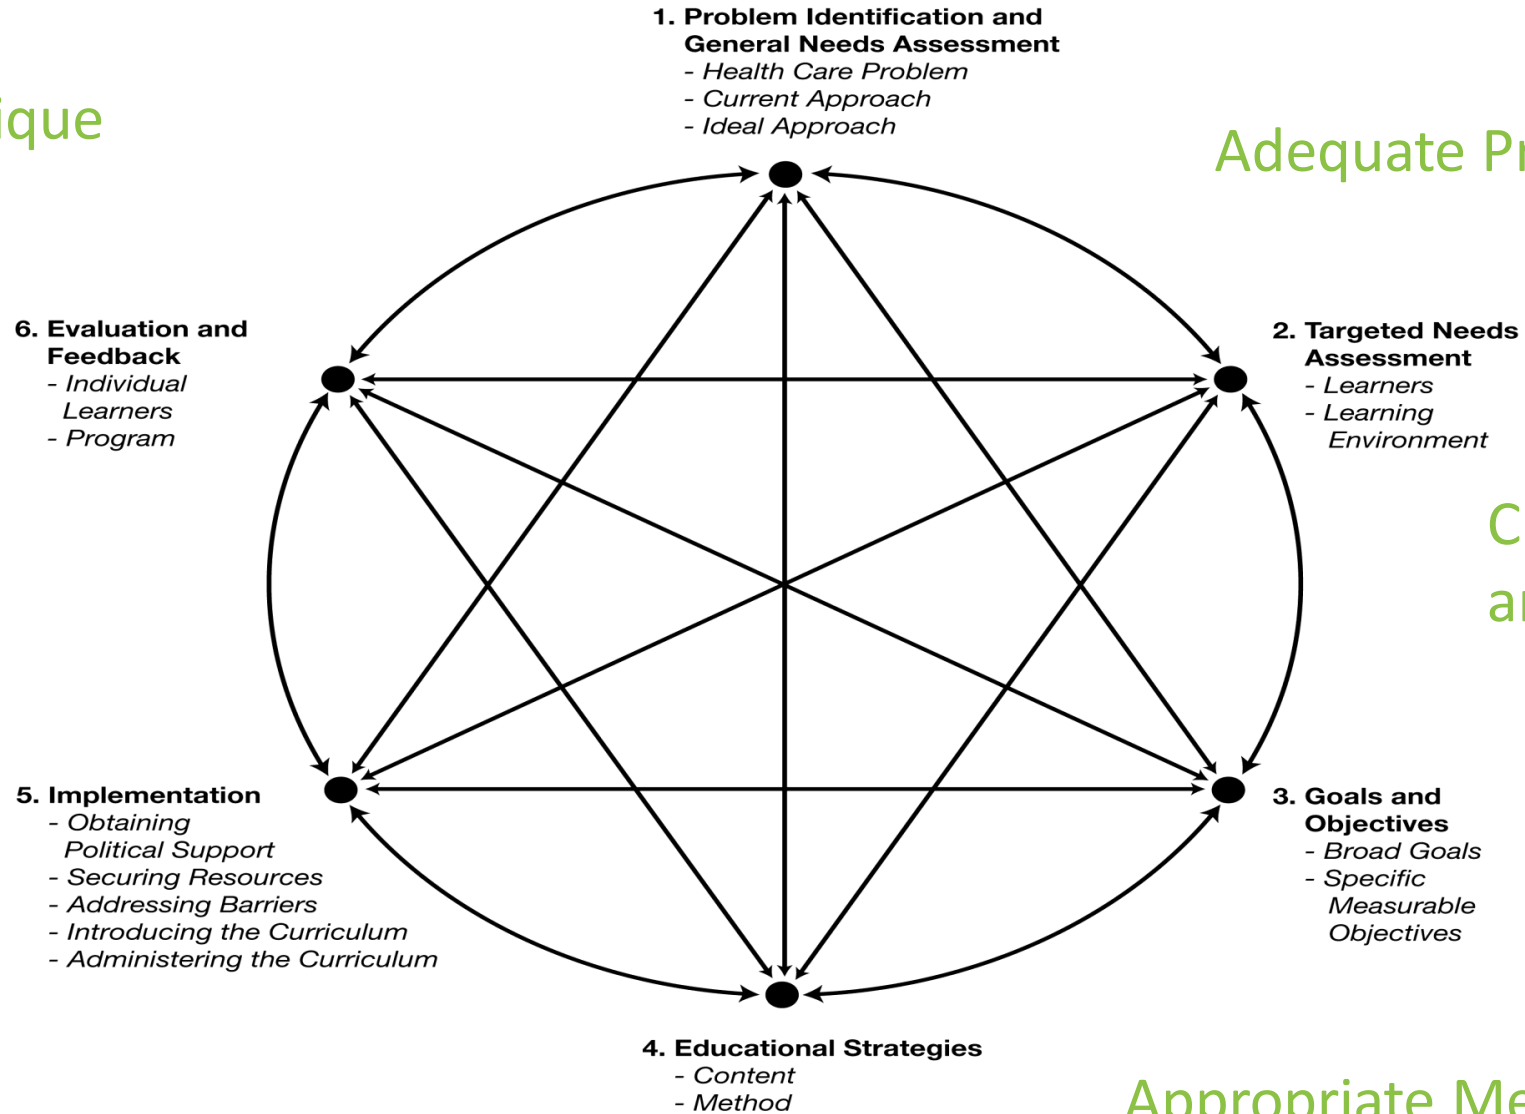 1. Problem Identification and
General Needs Assessment
- Health Care Problem
- Current Approach
- Ideal Approach
ique
Adequate Pr
6. Evaluation and
Feedback
- Individual
Learners
- Program
2. Targeted Needs
Assessment
- Learners
- Learning
Environment
C
ar
5. Implementation
- Obtaining
Political Support
- Securing Resources
- Addressing Barriers
- Introducing the Curriculum
- Administering the Curriculum
3. Goals and
Objectives
- Broad Goals
- Specific
Measurable
Objectives
4. Educational Strategies
- Content
- Method
Appropriate Me